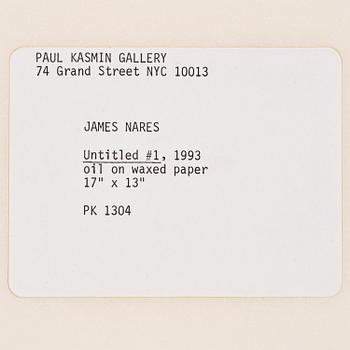 PAUL KASMIN GALLERY
74 Grand Street NYC 10013
JAMES NARES
Untitled #1, 1993
oil on waxed paper
17" x 13"
PK 1304